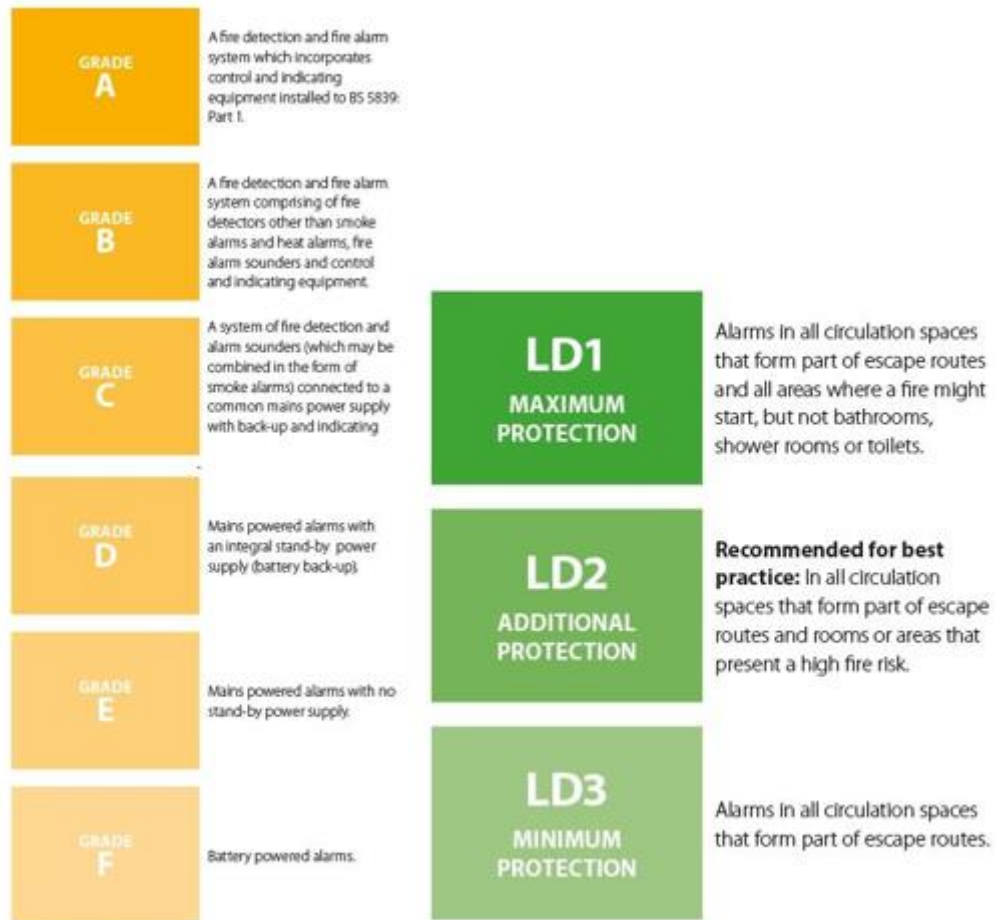 GRADE
A
A fire detection and fire alarm
system which incorporates
control and indicating
equipment installed to BS 5839:
Part 1.
GRADE
B
A fire detection and fire alarm
system comprising of fire
detectors other than smoke
alarms and heat alarms, fire
alarm sounders and control
and indicating equipment.
GRADE
C
A system of fire detection and
alarm sounders (which may be
combined in the form of
smoke alarms) connected to a
common mains power supply
with back-up and indicating
GRADE
D
Mains powered alarms with
an integral stand-by power
supply (battery back-up).
GRADE
E
Mains powered alarms with no
stand-by power supply.
GRADE
F
Battery powered alarms.
LD1
MAXIMUM
PROTECTION
Alarms in all circulation spaces
that form part of escape routes
and all areas where a fire might
start, but not bathrooms,
shower rooms or toilets.
LD2
ADDITIONAL
PROTECTION
Recommended for best
practice: In all circulation
spaces that form part of escape
routes and rooms or areas that
present a high fire risk.
LD3
MINIMUM
PROTECTION
Alarms in all circulation spaces
that form part of escape routes.